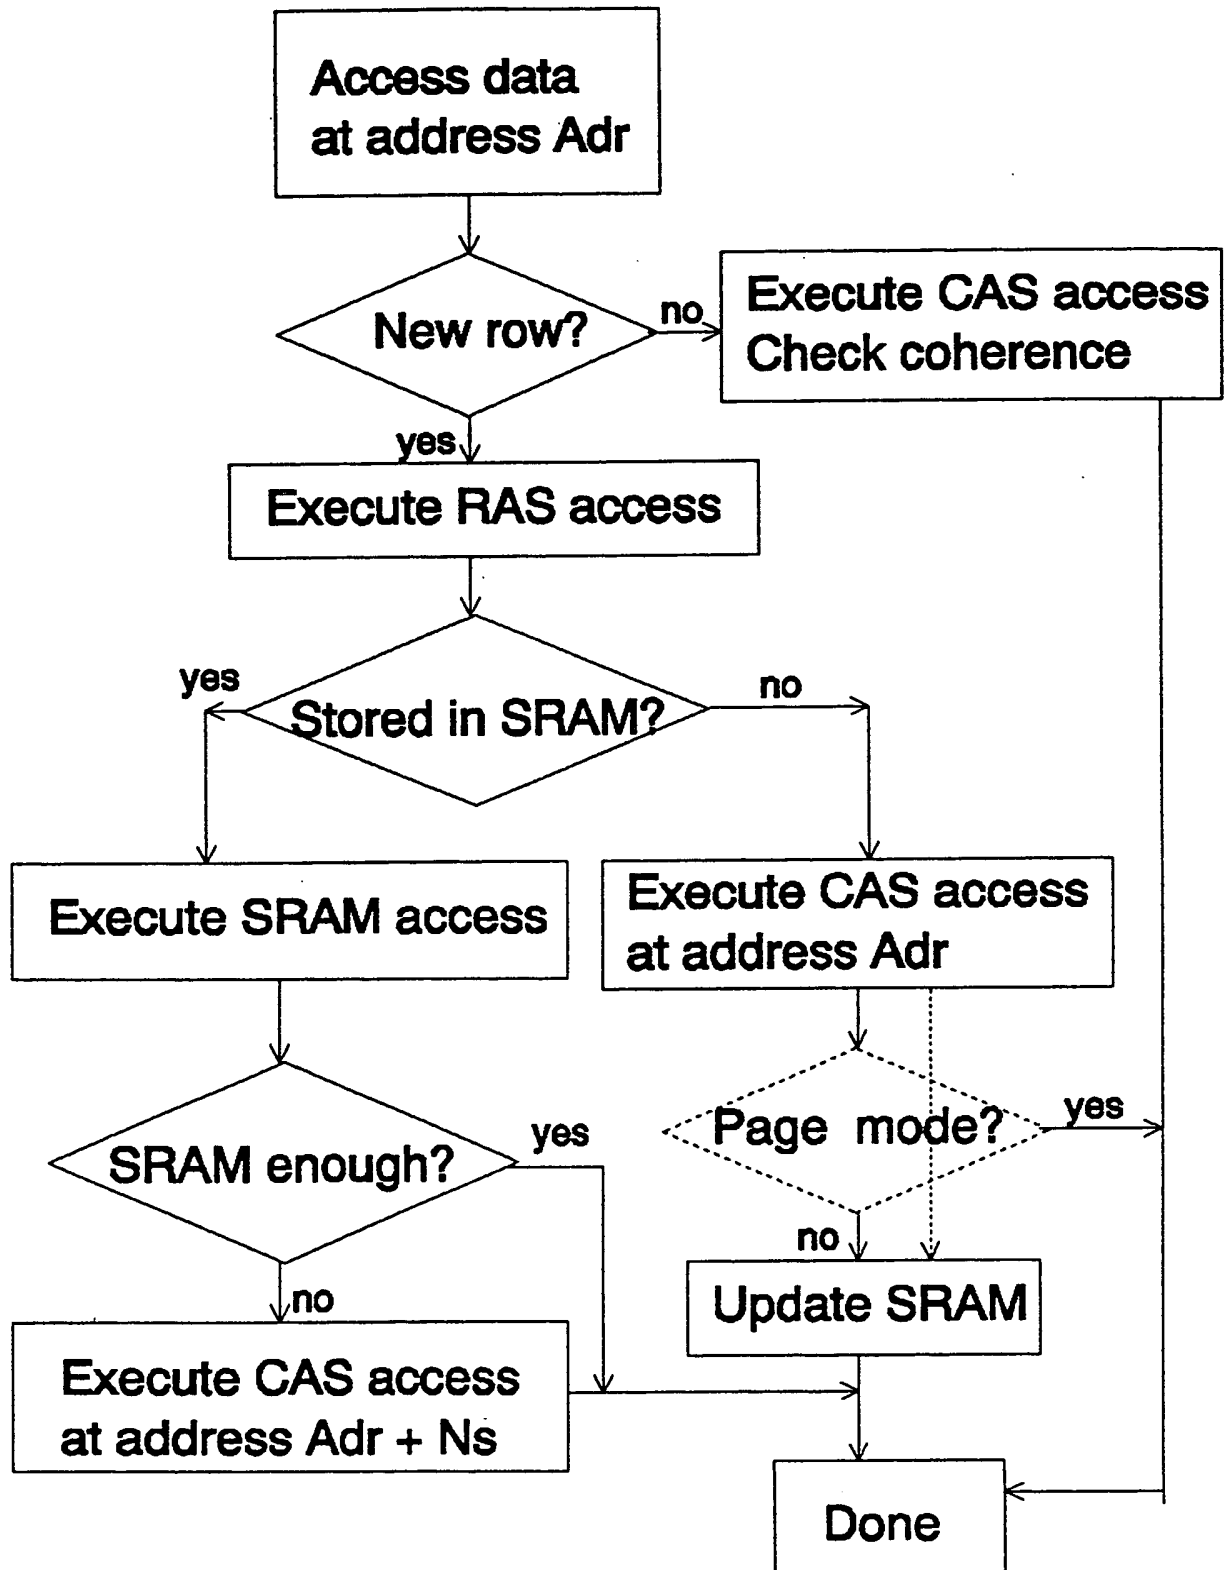 Access data
at address Adr
New row?
no
Execute CAS access
Check coherence
yes
Execute RAS access
yes
Stored in SRAM?
no
Execute SRAM access
Execute CAS access
at address Adr
SRAM enough?
yes
Page mode?
yes
no
no
Update SRAM
Execute CAS access
at address Adr + Ns
Done